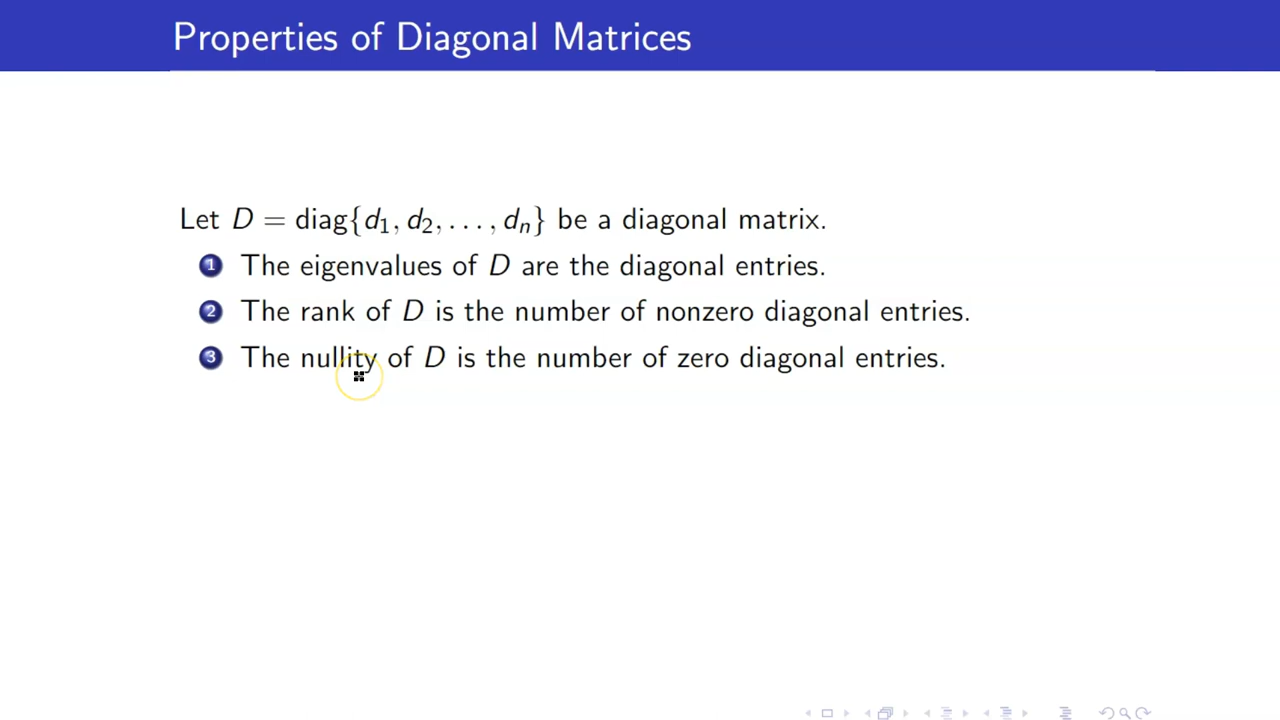 Properties of Diagonal Matrices
Let D = diag{d₁, d₂, . . . , dₙ} be a diagonal matrix.
1 The eigenvalues of D are the diagonal entries.
2 The rank of D is the number of nonzero diagonal entries.
3 The nullity of D is the number of zero diagonal entries.